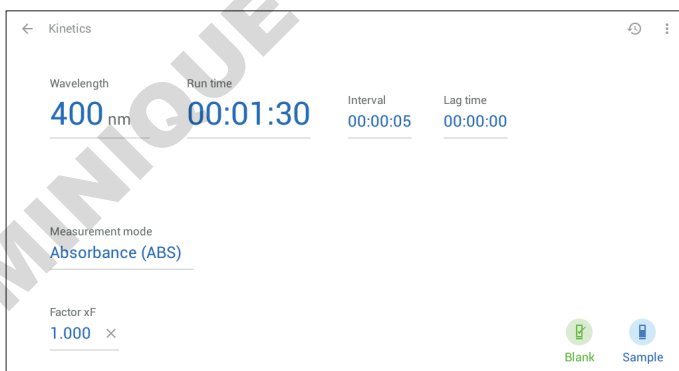 Kinetics
Wavelength
400 nm
Run time
00:01:30
Interval
00:00:05
Lag time
00:00:00
Measurement mode
Absorbance (ABS)
Factor xF
1.000 ×
Blank
Sample
MINIQUE